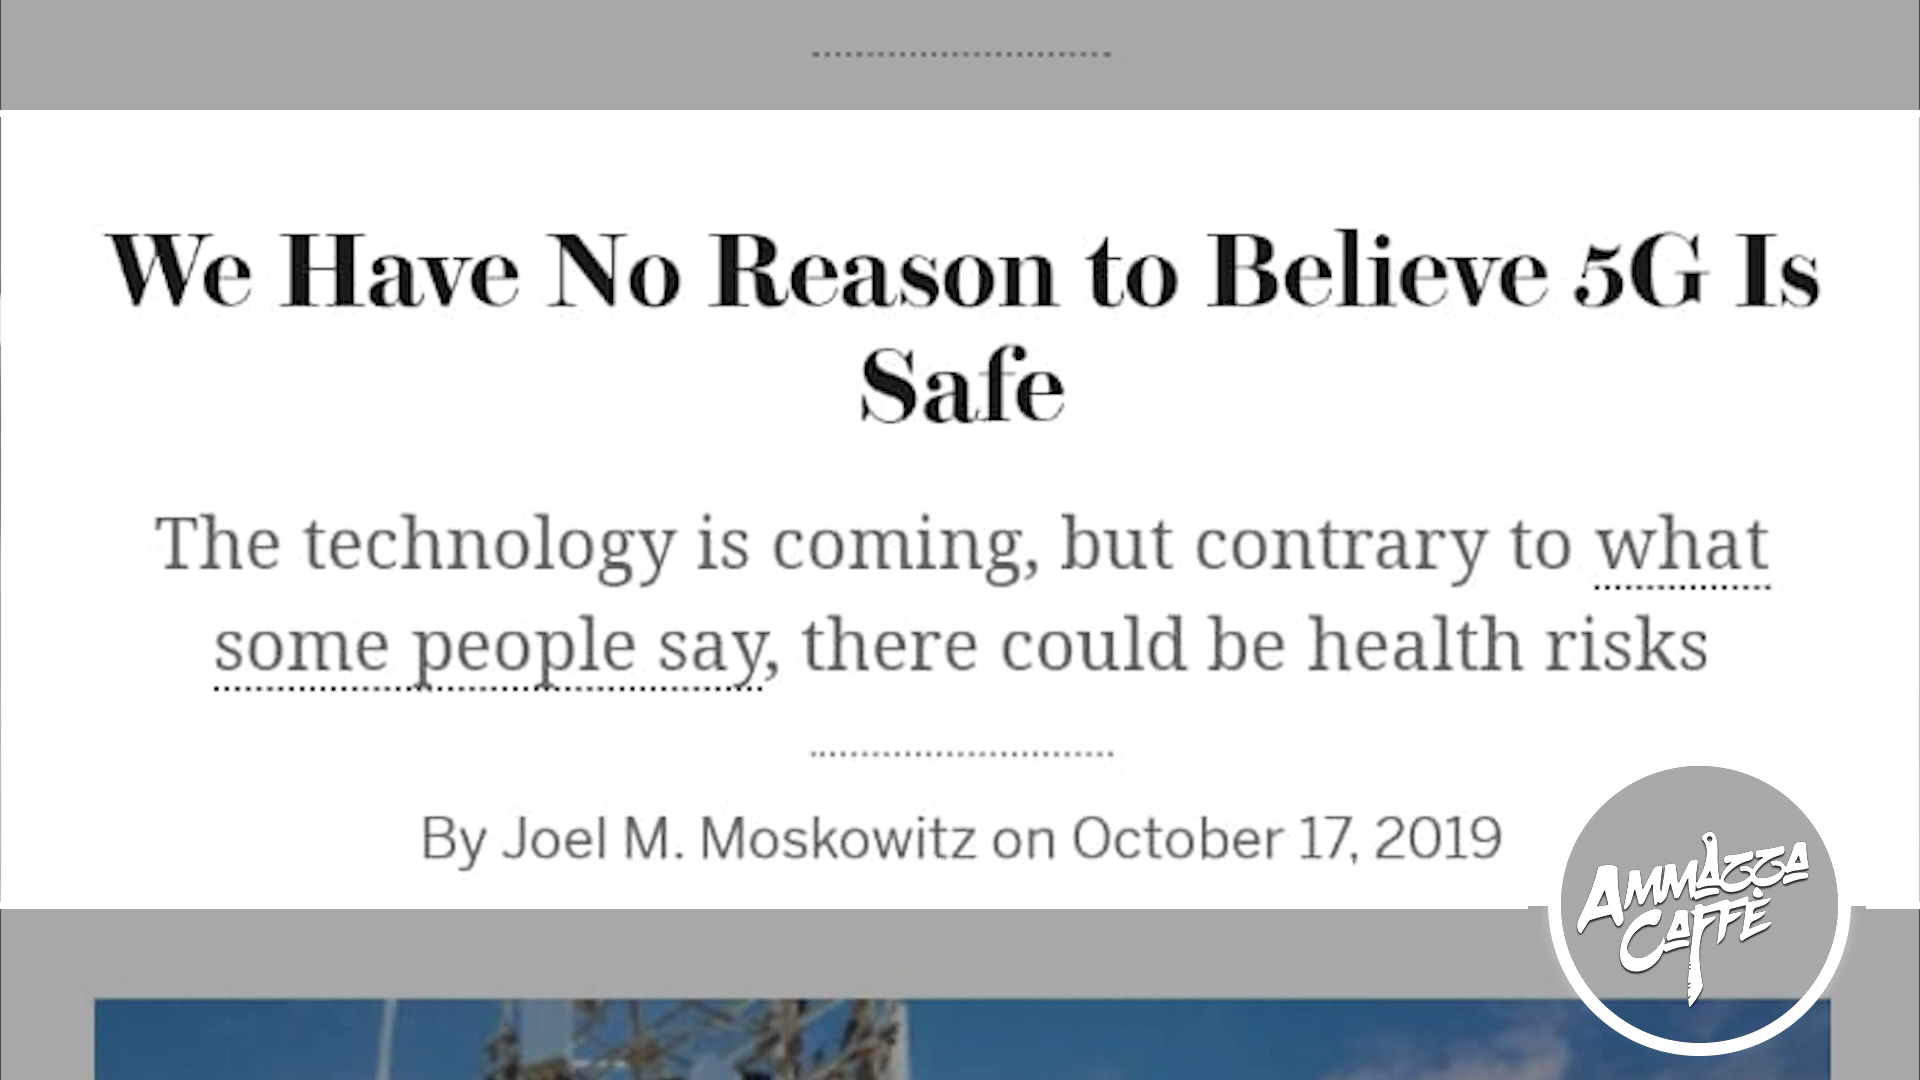 We Have No Reason to Believe 5G Is
Safe
The technology is coming, but contrary to what
some people say, there could be health risks
By Joel M. Moskowitz on October 17, 2019
AMMAZZA
CAFFÈ